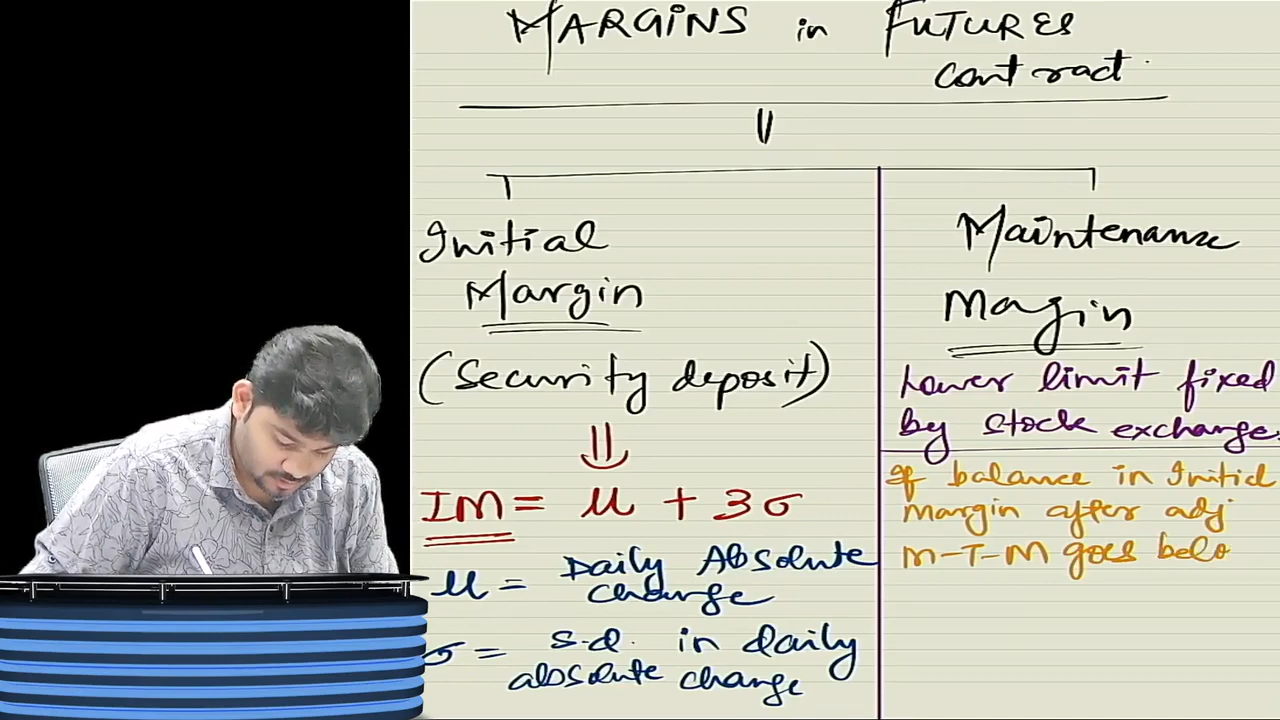 MARGINS in FUTURES
contract
Initial
Margin
(Security deposit)
IM = μ + 3σ
μ = Daily Absolute
change
σ = s.d. in daily
absolute change
Maintenance
Margin
Lower limit fixed
by stock exchange.
If balance in Initial
Margin after adj
M-T-M goes belo